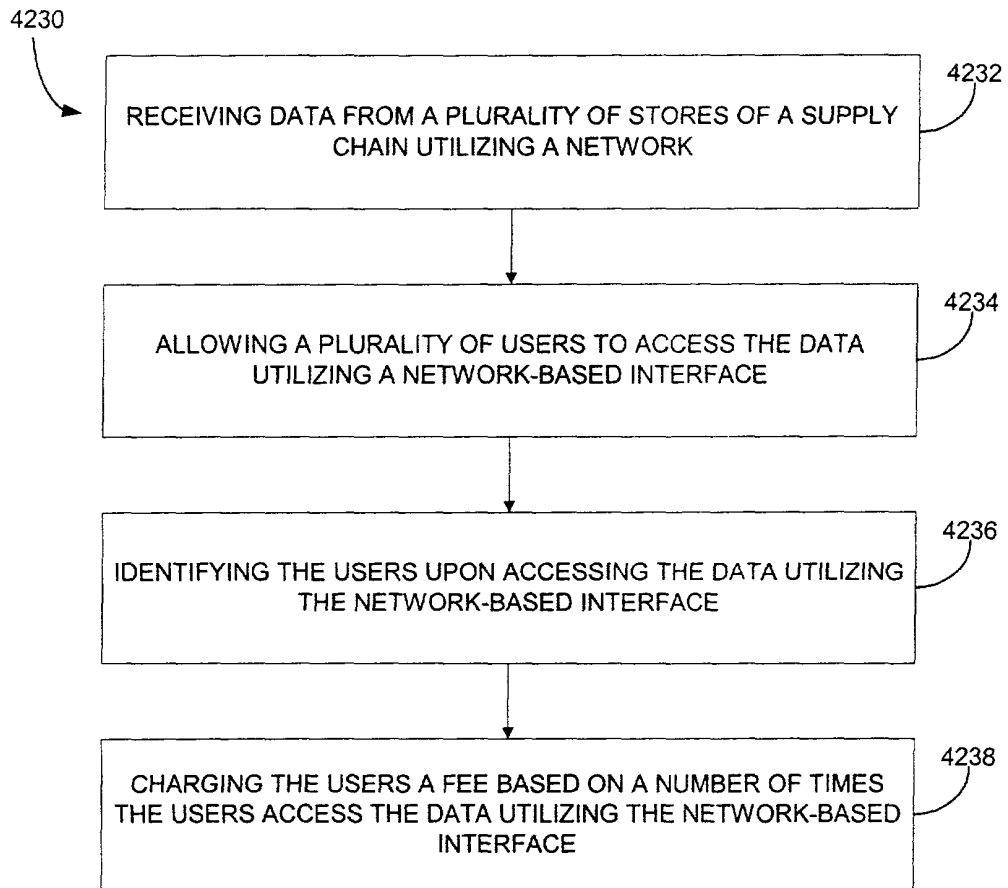 4230
4232
RECEIVING DATA FROM A PLURALITY OF STORES OF A SUPPLY
CHAIN UTILIZING A NETWORK
4234
ALLOWING A PLURALITY OF USERS TO ACCESS THE DATA
UTILIZING A NETWORK-BASED INTERFACE
4236
IDENTIFYING THE USERS UPON ACCESSING THE DATA UTILIZING
THE NETWORK-BASED INTERFACE
4238
CHARGING THE USERS A FEE BASED ON A NUMBER OF TIMES
THE USERS ACCESS THE DATA UTILIZING THE NETWORK-BASED
INTERFACE